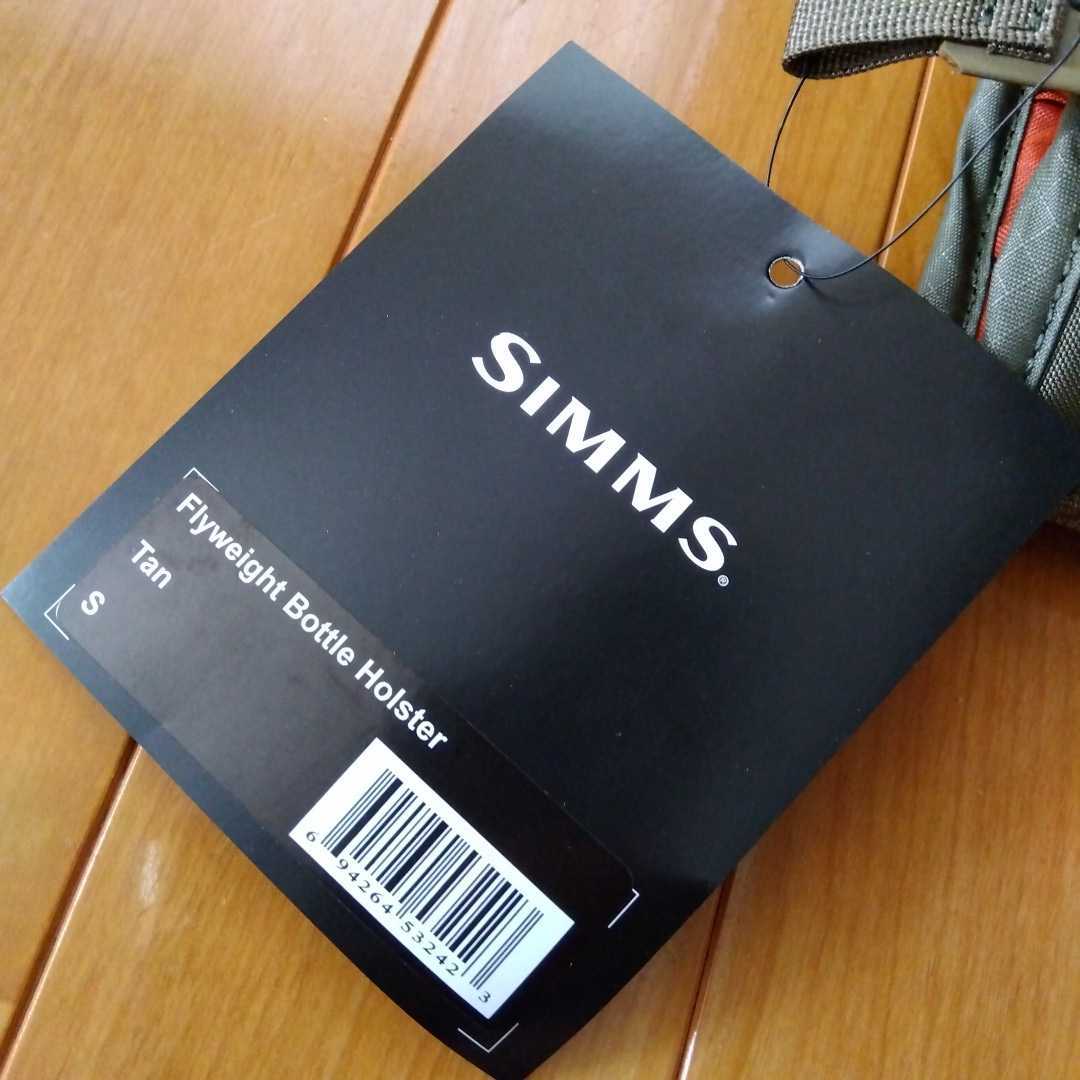 SIMMS®
Flyweight Bottle Holster
Tan
S
6 94264 53242 3